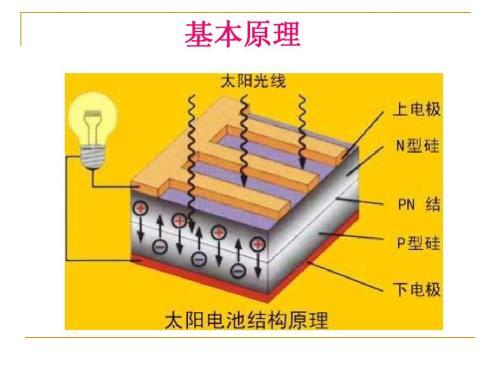 基本原理
太阳光线
上电极
N型硅
PN 结
P型硅
下电极
太阳电池结构原理